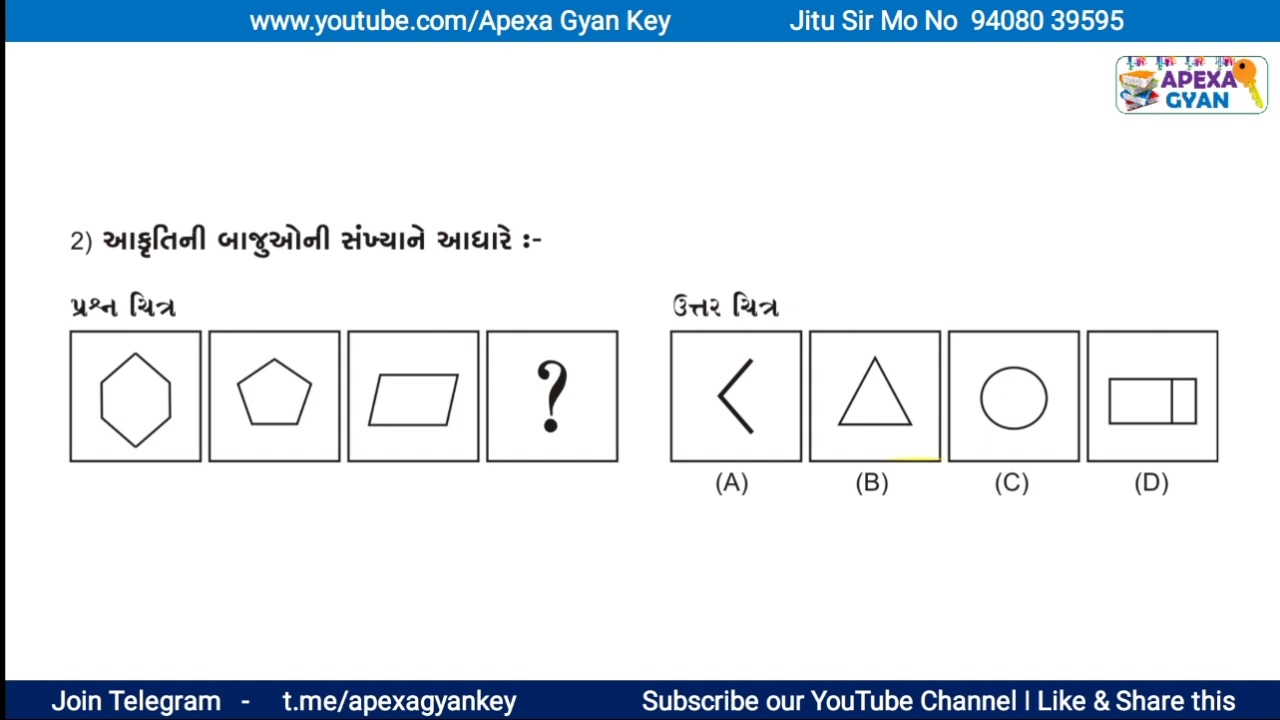 www.youtube.com/Apexa Gyan Key Jitu Sir Mo No 94080 39595
APEXA
GYAN
2) આકૃતિની બાજુઓની સંખ્યાને આધારે :-
પ્રશ્ન ચિત્ર ઉત્તર ચિત્ર
?
(A) (B) (C) (D)
Join Telegram - t.me/apexagyankey Subscribe our YouTube Channel | Like & Share this